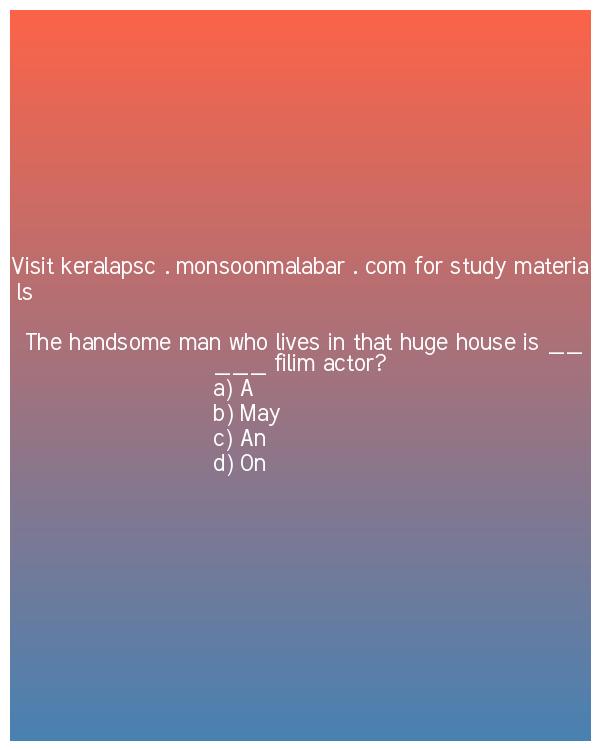 Visit keralapsc . monsoonmalabar . com for study materia
ls
The handsome man who lives in that huge house is __
___ filim actor?
a) A
b) May
c) An
d) On